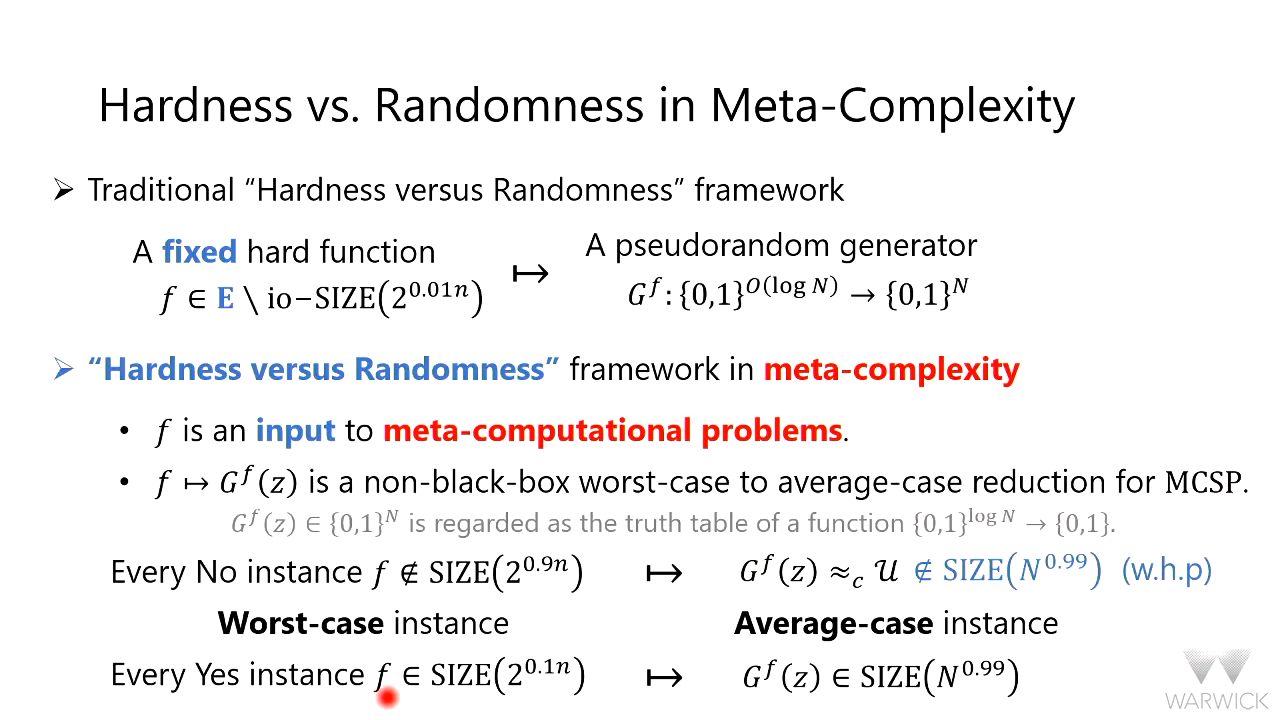 Hardness vs. Randomness in Meta-Complexity
➢ Traditional “Hardness versus Randomness” framework
A fixed hard function ↦ A pseudorandom generator
f ∈ E \ io−SIZE(2^{0.01n}) G^f: {0,1}^{O(log N)} → {0,1}^N
➢ “Hardness versus Randomness” framework in meta-complexity
• f is an input to meta-computational problems.
• f ↦ G^f(z) is a non-black-box worst-case to average-case reduction for MCSP.
G^f(z) ∈ {0,1}^N is regarded as the truth table of a function {0,1}^{log N} → {0,1}.
Every No instance f ∉ SIZE(2^{0.9n}) ↦ G^f(z) ≈_c 𝒰 ∉ SIZE(N^{0.99}) (w.h.p)
Worst-case instance Average-case instance
Every Yes instance f ∈ SIZE(2^{0.1n}) ↦ G^f(z) ∈ SIZE(N^{0.99})
WARWICK